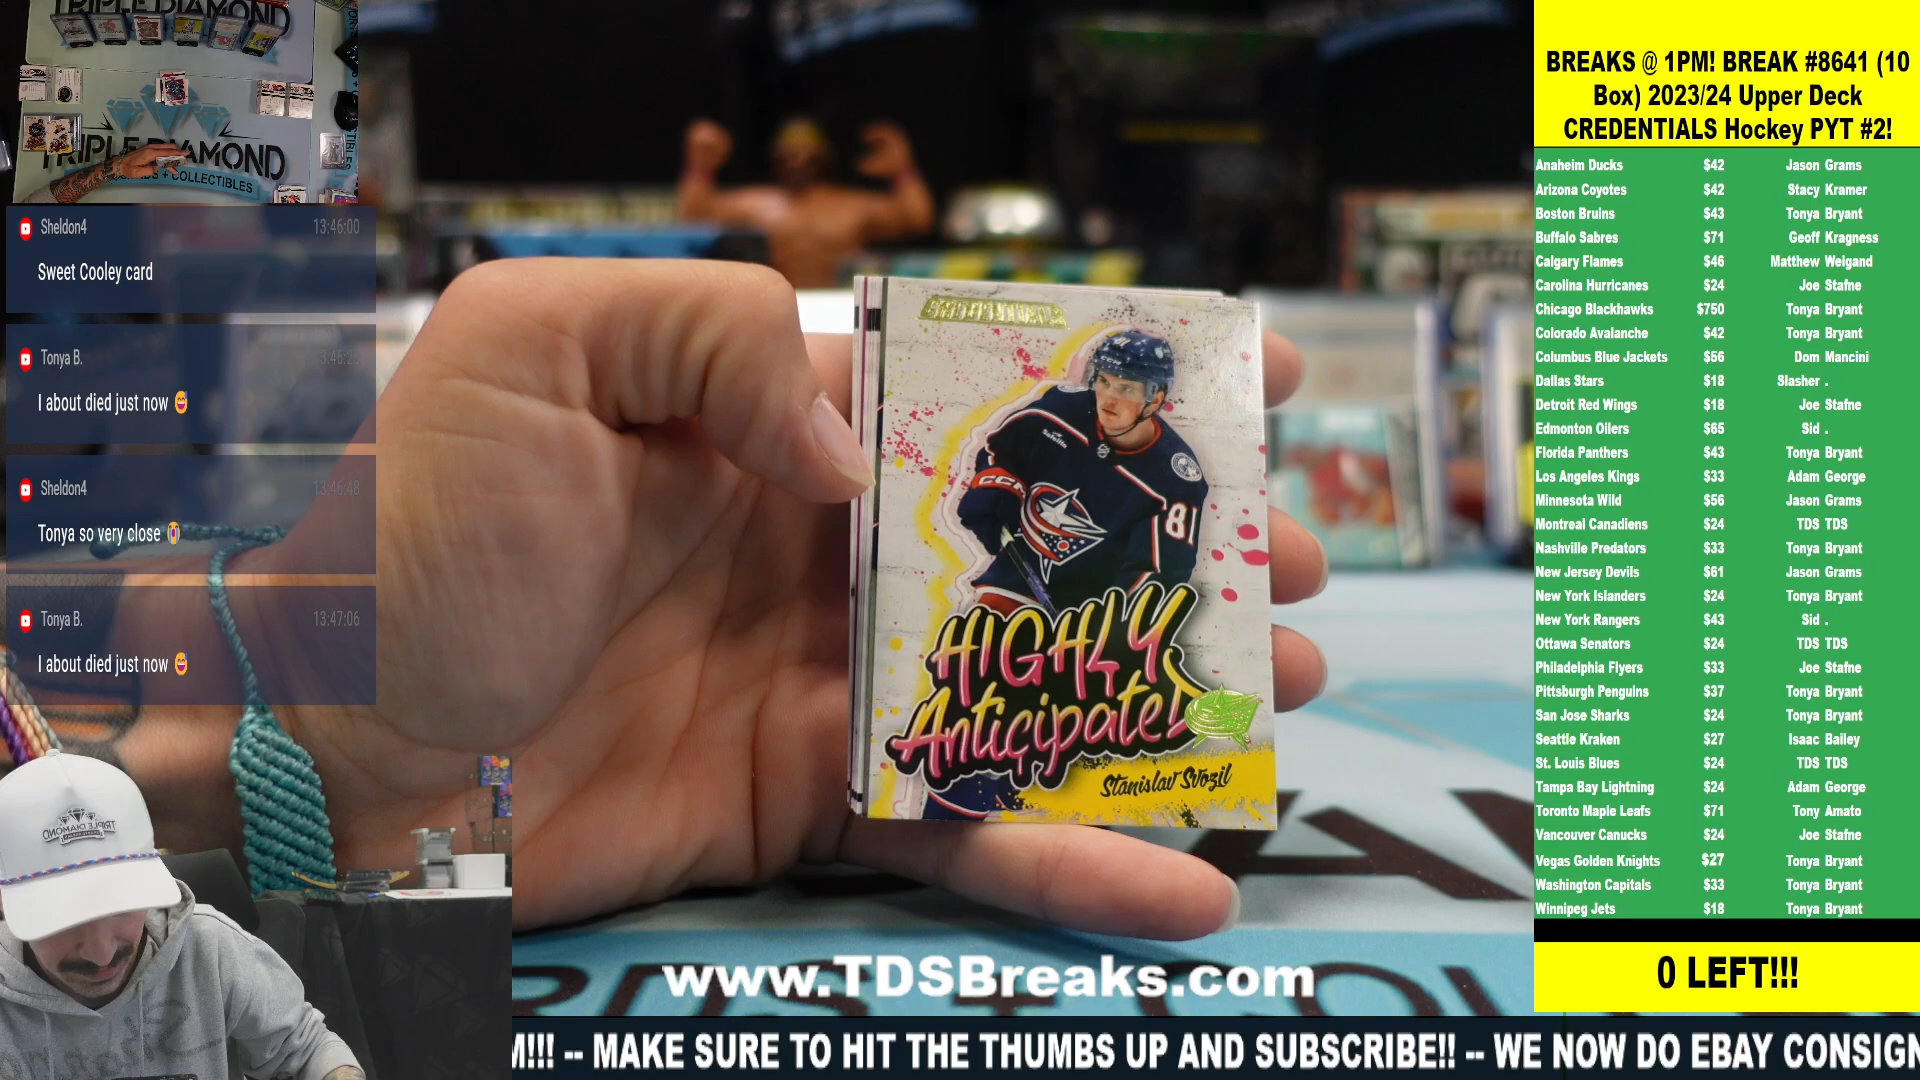 TRIPLE DIAMOND
TRIPLE DIAMOND
CARDS + COLLECTIBLES
Sheldon4 13:46:00
Sweet Cooley card
Tonya B.
I about died just now 😅
Sheldon4 13:46:48
Tonya so very close 😭
Tonya B. 13:47:06
I about died just now 😅
CREDENTIALS
81
Safelite
CCM
81
HIGHLY
Anticipated
Stanislav Svozil
www.TDSBreaks.com
M!!! -- MAKE SURE TO HIT THE THUMBS UP AND SUBSCRIBE!! -- WE NOW DO EBAY CONSIGN
BREAKS @ 1PM! BREAK #8641 (10
Box) 2023/24 Upper Deck
CREDENTIALS Hockey PYT #2!
Anaheim Ducks $42 Jason Grams
Arizona Coyotes $42 Stacy Kramer
Boston Bruins $43 Tonya Bryant
Buffalo Sabres $71 Geoff Kragness
Calgary Flames $46 Matthew Weigand
Carolina Hurricanes $24 Joe Stafne
Chicago Blackhawks $750 Tonya Bryant
Colorado Avalanche $42 Tonya Bryant
Columbus Blue Jackets $56 Dom Mancini
Dallas Stars $18 Slasher .
Detroit Red Wings $18 Joe Stafne
Edmonton Oilers $65 Sid .
Florida Panthers $43 Tonya Bryant
Los Angeles Kings $33 Adam George
Minnesota Wild $56 Jason Grams
Montreal Canadiens $24 TDS TDS
Nashville Predators $33 Tonya Bryant
New Jersey Devils $61 Jason Grams
New York Islanders $24 Tonya Bryant
New York Rangers $43 Sid .
Ottawa Senators $24 TDS TDS
Philadelphia Flyers $33 Joe Stafne
Pittsburgh Penguins $37 Tonya Bryant
San Jose Sharks $24 Tonya Bryant
Seattle Kraken $27 Isaac Bailey
St. Louis Blues $24 TDS TDS
Tampa Bay Lightning $24 Adam George
Toronto Maple Leafs $71 Tony Amato
Vancouver Canucks $24 Joe Stafne
Vegas Golden Knights $27 Tonya Bryant
Washington Capitals $33 Tonya Bryant
Winnipeg Jets $18 Tonya Bryant
0 LEFT!!!